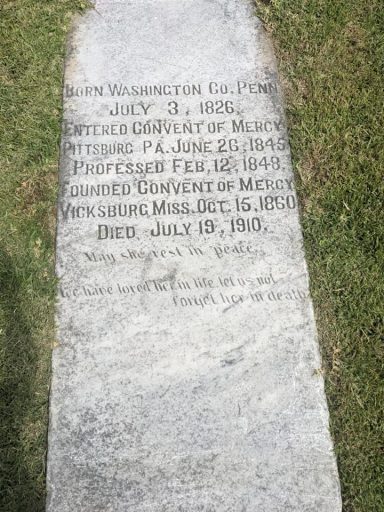 BORN WASHINGTON CO. PENN
JULY 3, 1826.
ENTERED CONVENT OF MERCY
PITTSBURG PA. JUNE 26, 1845
PROFESSED FEB, 12, 1848
FOUNDED CONVENT OF MERCY
VICKSBURG MISS. OCT. 15, 1860
DIED, JULY 19, 1910.
May she rest in peace.
We have loved her in life, let us not
forget her in death